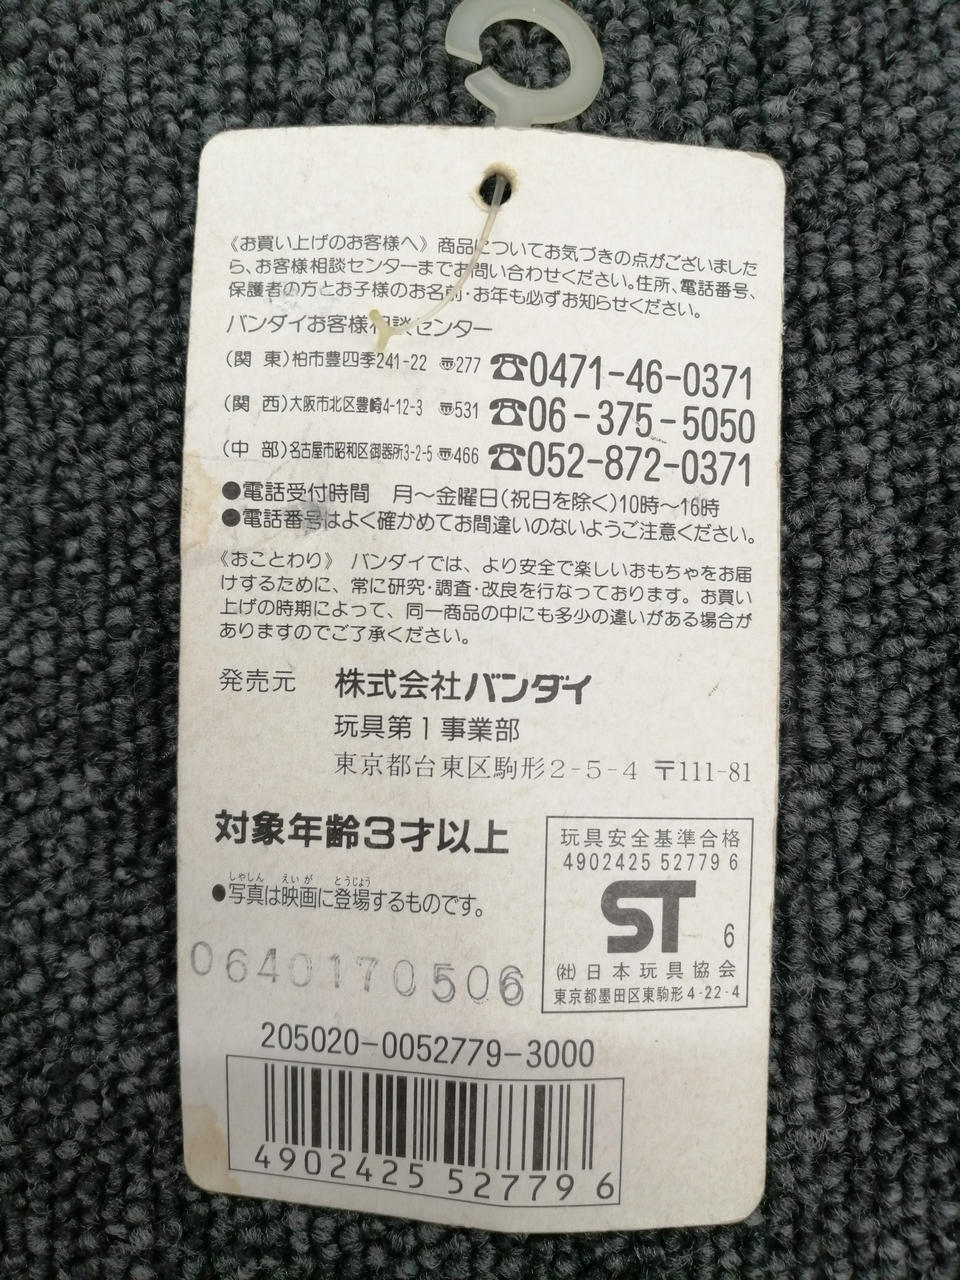 《お買い上げのお客様へ》商品についてお気づきの点がございました
ら、お客様相談センターまでお問い合わせください。住所、電話番号、
保護者の方とお子様のお名前・お年も必ずお知らせください。
バンダイお客様相談センター
(関 東)柏市豊四季241-22 〠277 ☎0471-46-0371
(関 西)大阪市北区豊崎4-12-3 〠531 ☎06-375-5050
(中 部)名古屋市昭和区御器所3-2-5 〠466 ☎052-872-0371
●電話受付時間 月〜金曜日(祝日を除く)10時〜16時
●電話番号はよく確かめてお間違いのないようご注意ください。
《おことわり》 バンダイでは、より安全で楽しいおもちゃをお届
けするために、常に研究・調査・改良を行なっております。お買い
上げの時期によって、同一商品の中にも多少の違いがある場合が
ありますのでご了承ください。
発売元 株式会社バンダイ
玩具第1事業部
東京都台東区駒形2-5-4 〒111-81
対象年齢3才以上
しゃしん えいが とうじょう
●写真は映画に登場するものです。
玩具安全基準合格
4902425 52779 6
ST 6
(社)日本玩具協会
東京都墨田区東駒形4-22-4
0640170506
205020-0052779-3000
4902425 52779 6